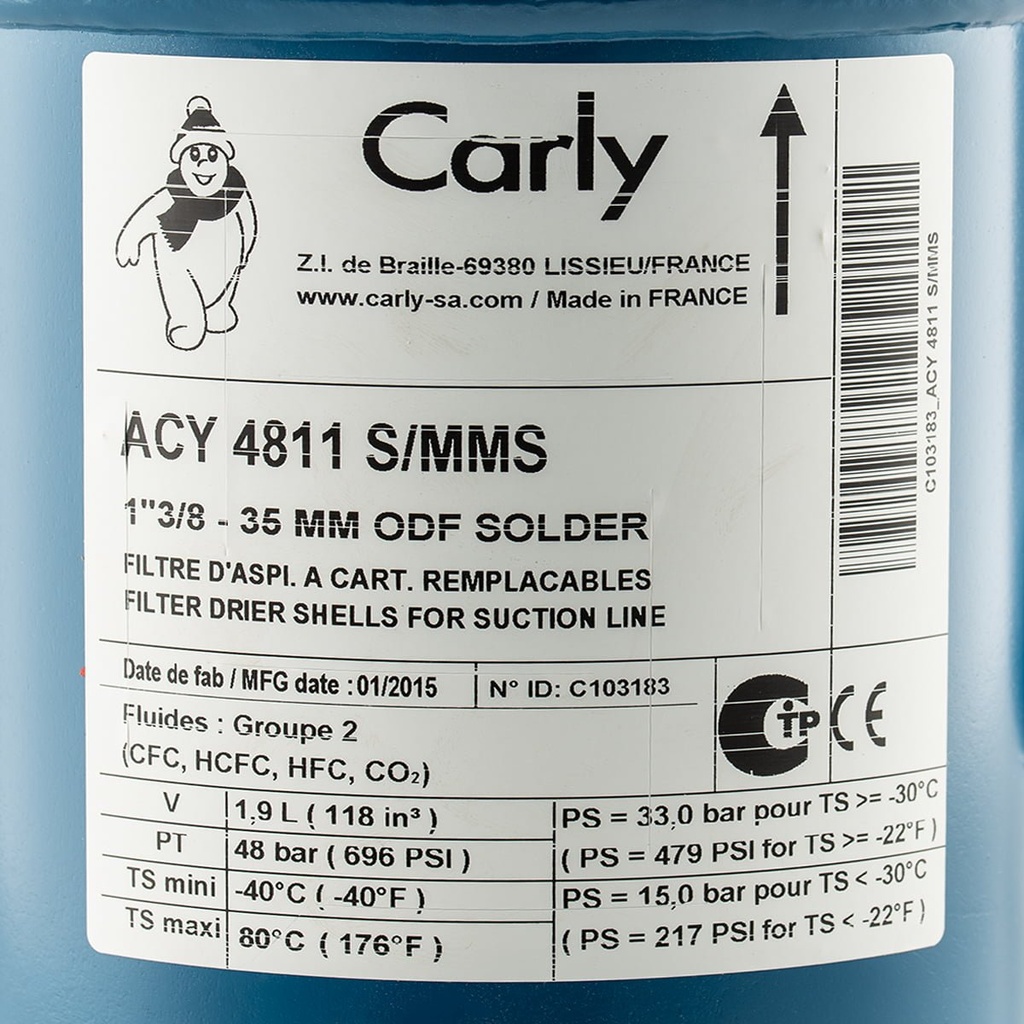 Carly
Z.I. de Braille-69380 LISSIEU/FRANCE
www.carly-sa.com / Made in FRANCE
C103183_ACY 4811 S/MMS
ACY 4811 S/MMS
1"3/8 - 35 MM ODF SOLDER
FILTRE D'ASPI. A CART. REMPLACABLES
FILTER DRIER SHELLS FOR SUCTION LINE
Date de fab / MFG date : 01/2015 N° ID: C103183
Fluides : Groupe 2
(CFC, HCFC, HFC, CO₂)
TP CE
V 1,9 L ( 118 in³ ) PS = 33,0 bar pour TS >= -30°C
PT 48 bar ( 696 PSI ) ( PS = 479 PSI for TS >= -22°F )
TS mini -40°C ( -40°F ) PS = 15,0 bar pour TS < -30°C
TS maxi 80°C ( 176°F ) ( PS = 217 PSI for TS < -22°F )